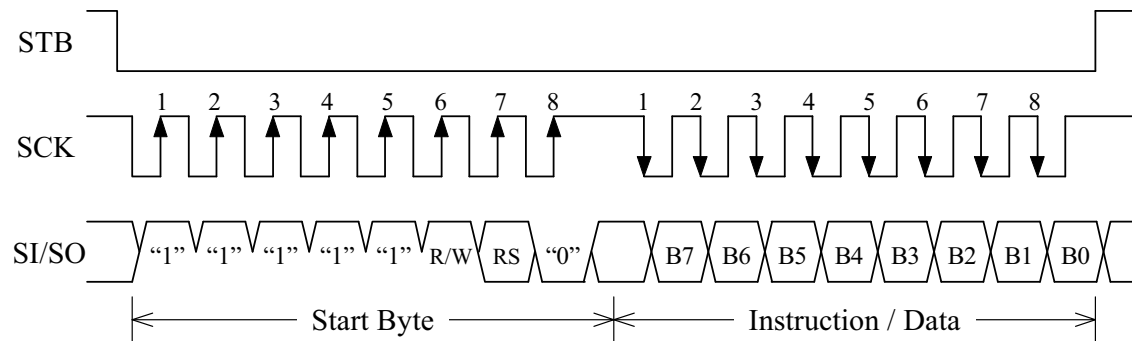 STB
1 2 3 4 5 6 7 8 1 2 3 4 5 6 7 8
SCK
SI/SO “1” “1” “1” “1” “1” R/W RS “0” B7 B6 B5 B4 B3 B2 B1 B0
Start Byte Instruction / Data